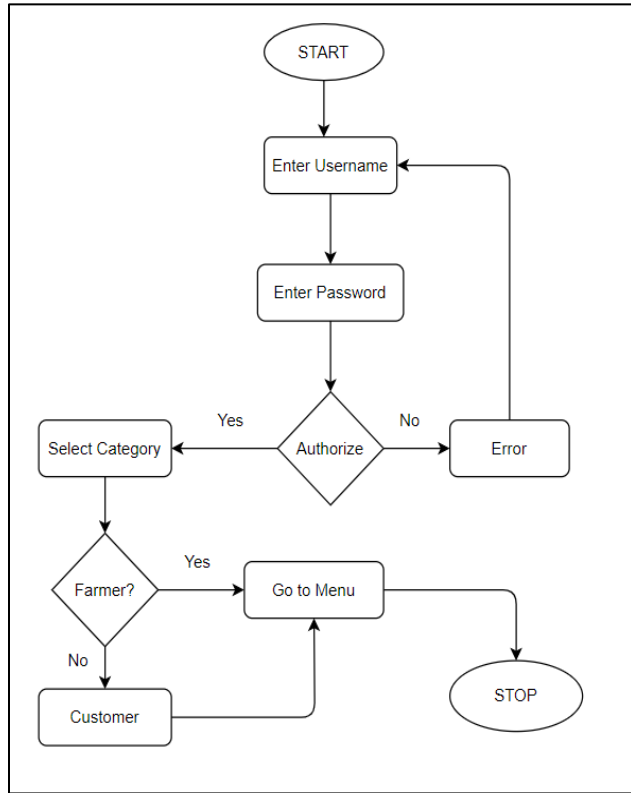 START
Enter Username
Enter Password
Yes
No
Select Category
Authorize
Error
Yes
Farmer?
Go to Menu
No
Customer
STOP